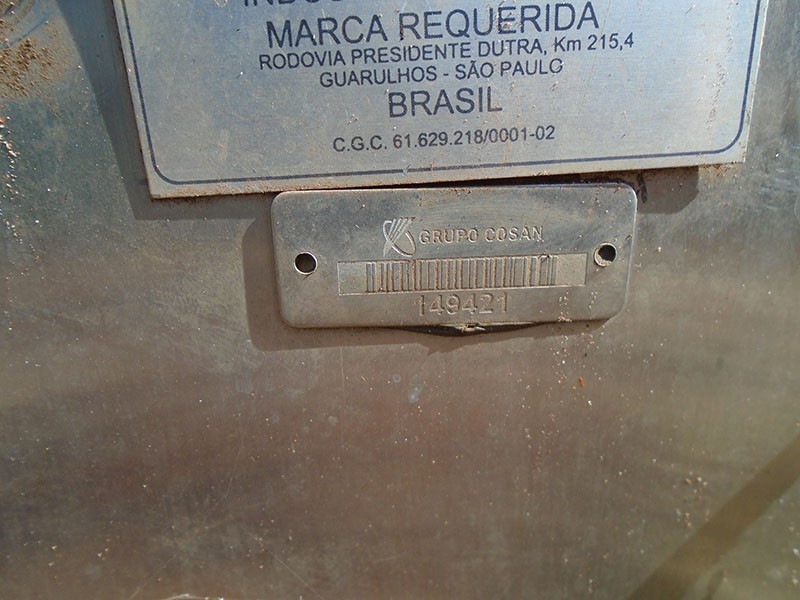 MARCA REQUERIDA
RODOVIA PRESIDENTE DUTRA, Km 215,4
GUARULHOS - SÃO PAULO
BRASIL
C.G.C. 61.629.218/0001-02
GRUPO COSAN
149421